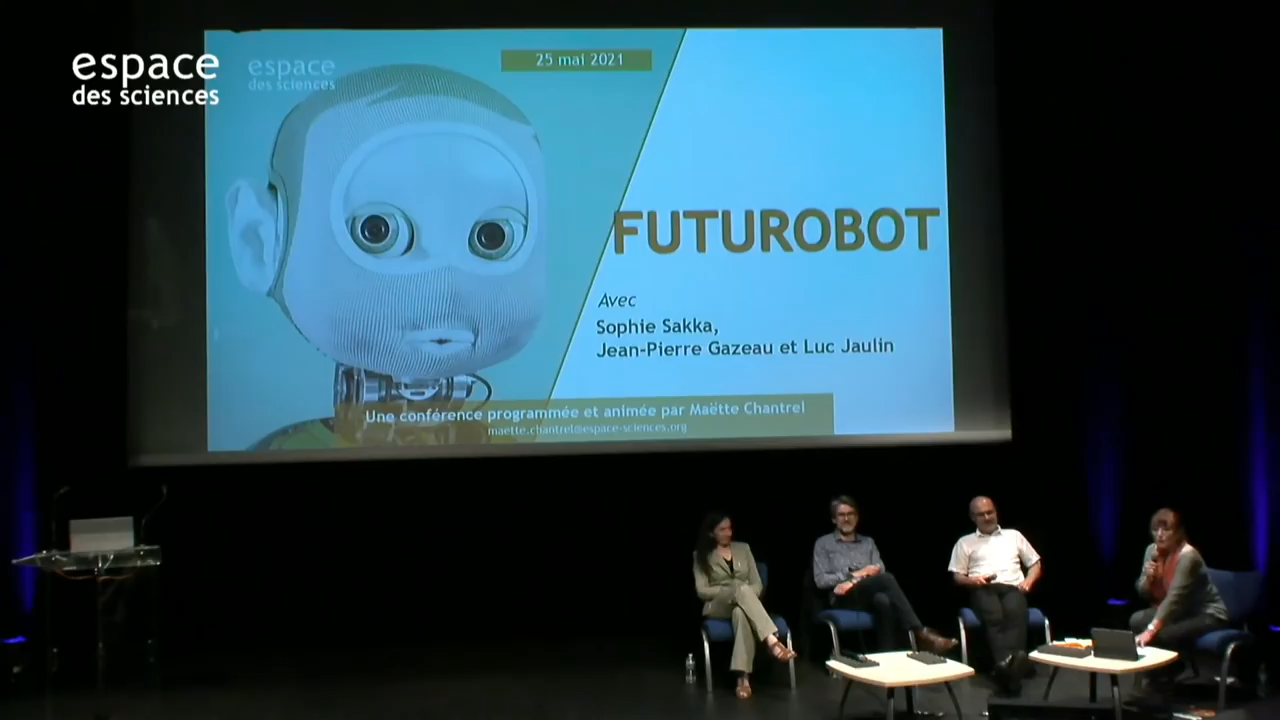 espace
des sciences
espace
des sciences
25 mai 2021
FUTUROBOT
Avec
Sophie Sakka,
Jean-Pierre Gazeau et Luc Jaulin
Une conférence programmée et animée par Maëtte Chantrel
maette.chantrel@espace-sciences.org